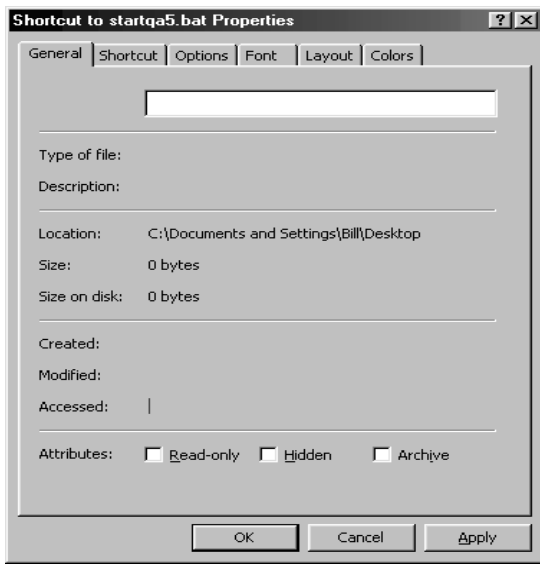 Shortcut to startqa5.bat Properties
General Shortcut Options Font Layout Colors
Type of file:
Description:
Location: C:\Documents and Settings\Bill\Desktop
Size: 0 bytes
Size on disk: 0 bytes
Created:
Modified:
Accessed:
Attributes: Read-only Hidden Archive
OK Cancel Apply